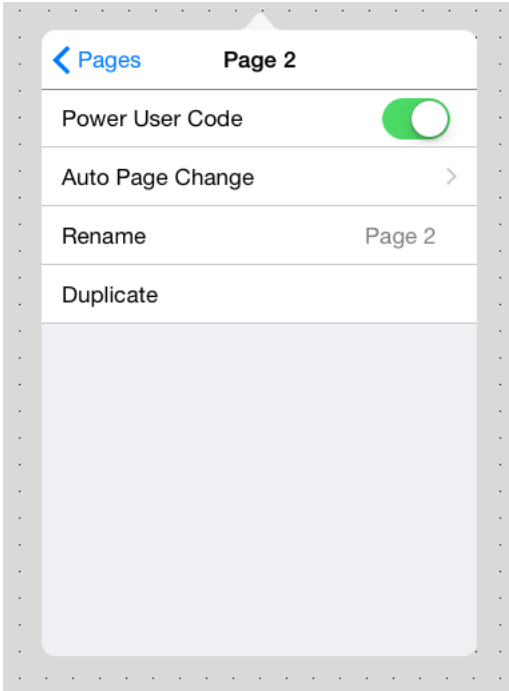 Pages Page 2
Power User Code
Auto Page Change
Rename Page 2
Duplicate